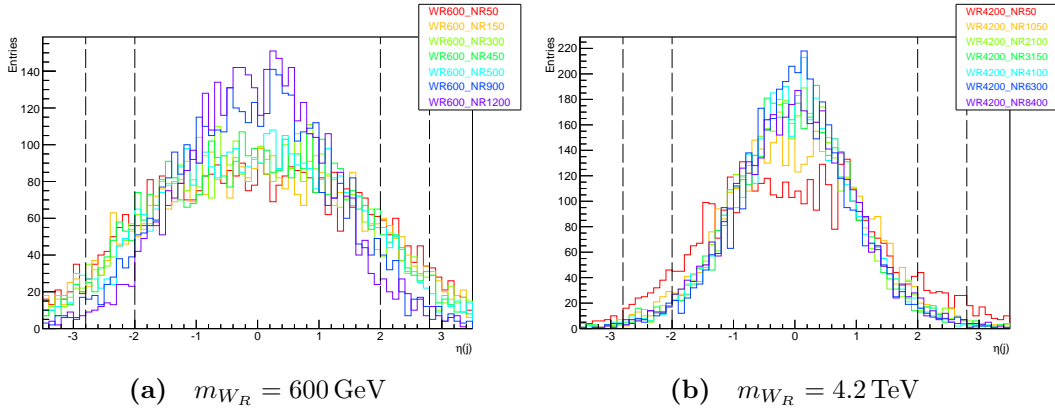 WR600_NR50
WR600_NR150
WR600_NR300
WR600_NR450
WR600_NR500
WR600_NR900
WR600_NR1200
Entries
140
120
100
80
60
40
20
0
-3 -2 -1 0 1 2 3
η(j)
(a) m_{W_R} = 600 GeV
WR4200_NR50
WR4200_NR1050
WR4200_NR2100
WR4200_NR3150
WR4200_NR4100
WR4200_NR6300
WR4200_NR8400
Entries
220
200
180
160
140
120
100
80
60
40
20
0
-3 -2 -1 0 1 2 3
η(j)
(b) m_{W_R} = 4.2 TeV